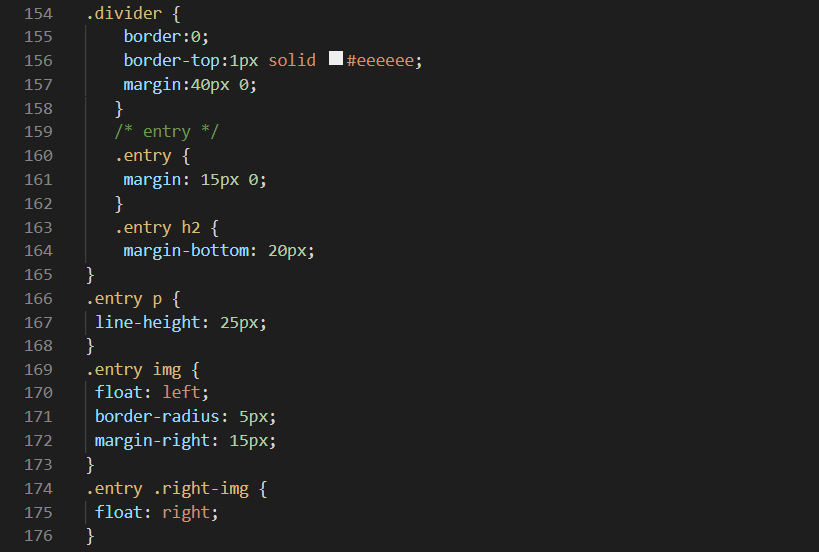 154 .divider {
155 border:0;
156 border-top:1px solid #eeeeee;
157 margin:40px 0;
158 }
159 /* entry */
160 .entry {
161 margin: 15px 0;
162 }
163 .entry h2 {
164 margin-bottom: 20px;
165 }
166 .entry p {
167 line-height: 25px;
168 }
169 .entry img {
170 float: left;
171 border-radius: 5px;
172 margin-right: 15px;
173 }
174 .entry .right-img {
175 float: right;
176 }